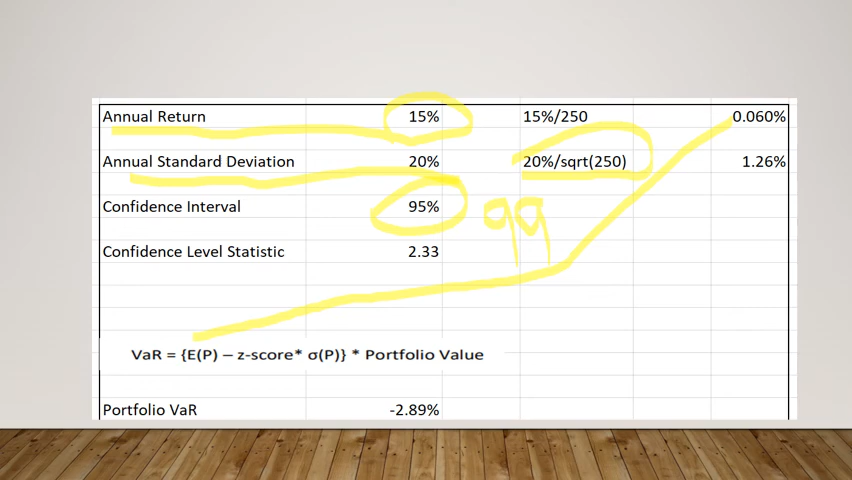 Annual Return 15% 15%/250 0.060%
Annual Standard Deviation 20% 20%/sqrt(250) 1.26%
Confidence Interval 95% 99
Confidence Level Statistic 2.33
VaR = {E(P) – z-score* σ(P)} * Portfolio Value
Portfolio VaR -2.89%